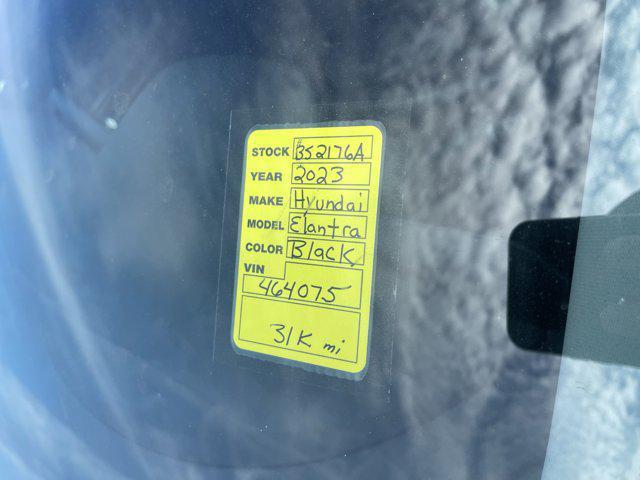 STOCK B52176A
YEAR 2023
MAKE Hyundai
MODEL Elantra
COLOR Black
VIN
464075
31K mi